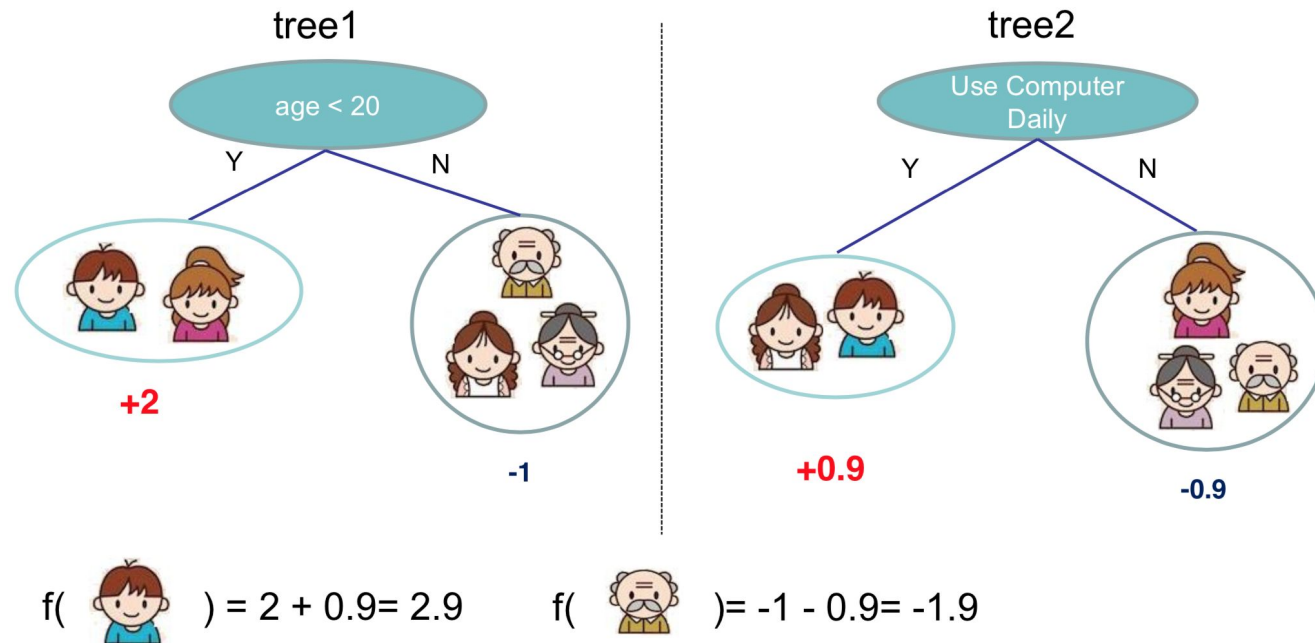 tree1
age < 20
Y
N
+2
-1
tree2
Use Computer
Daily
Y
N
+0.9
-0.9
f( ) = 2 + 0.9= 2.9
f( )= -1 - 0.9= -1.9